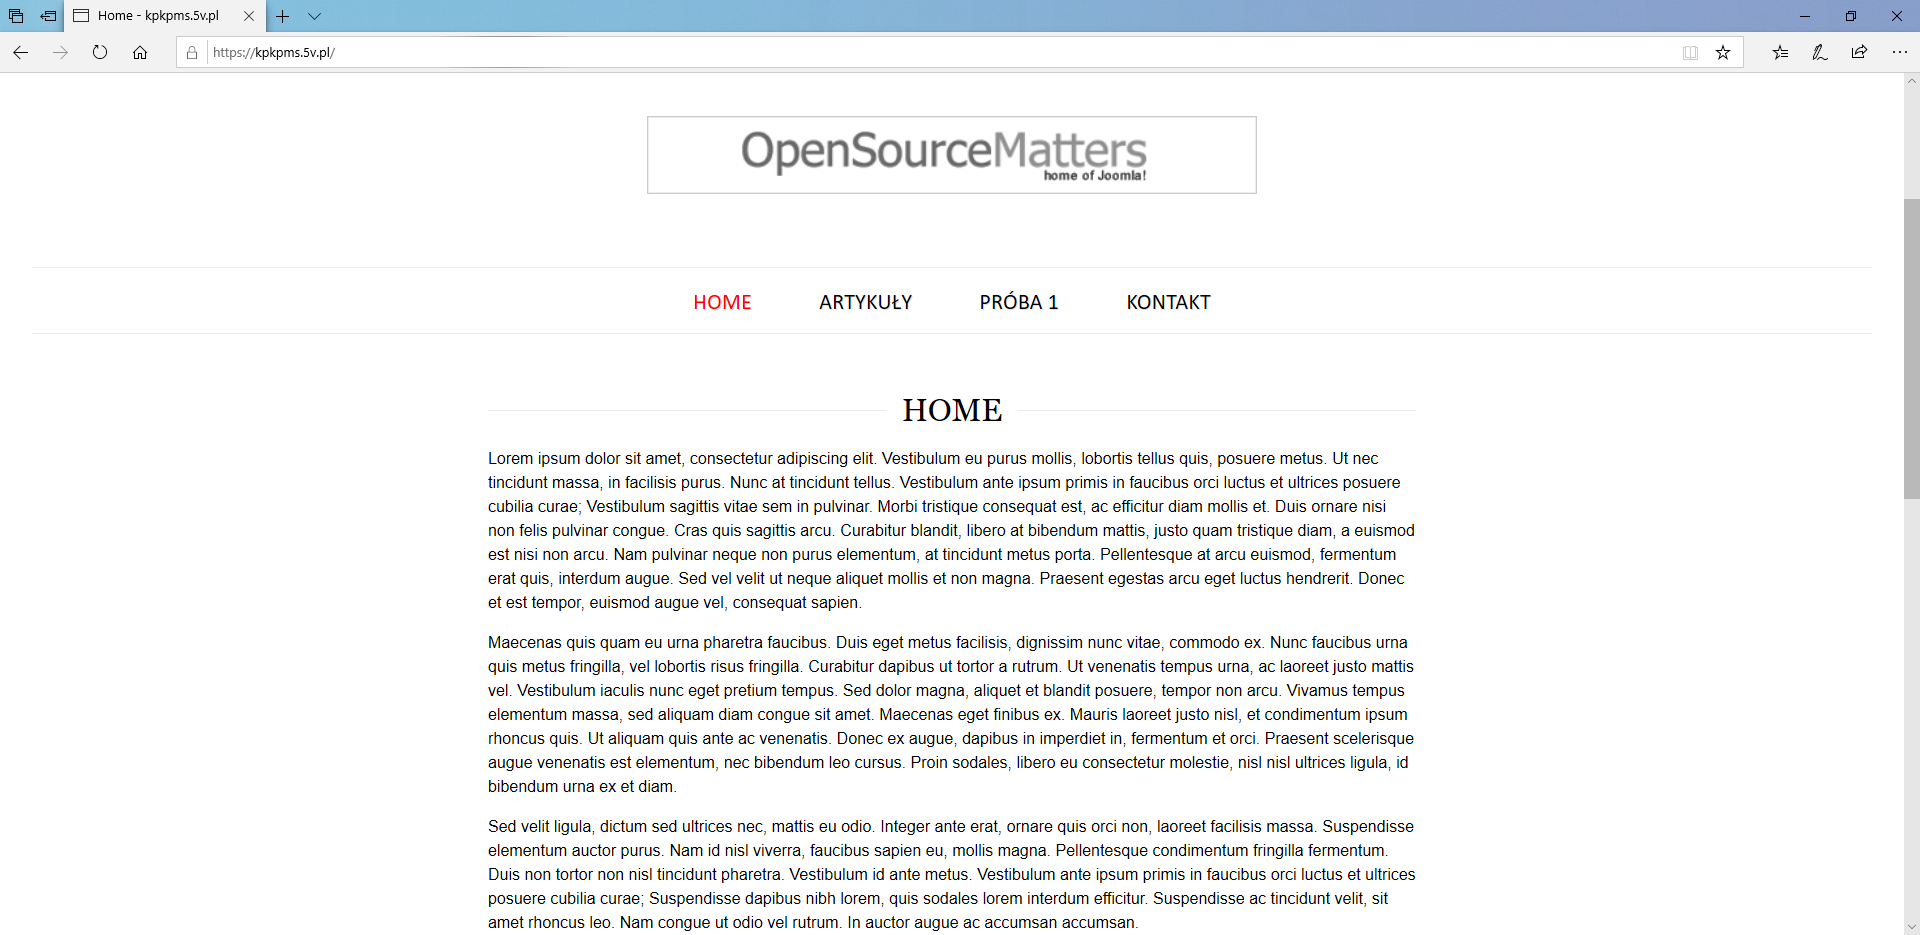 Home - kpkpms.5v.pl
https://kpkpms.5v.pl/
OpenSourceMatters
home of Joomla!
HOME ARTYKUŁY PRÓBA 1 KONTAKT
HOME
Lorem ipsum dolor sit amet, consectetur adipiscing elit. Vestibulum eu purus mollis, lobortis tellus quis, posuere metus. Ut nec
tincidunt massa, in facilisis purus. Nunc at tincidunt tellus. Vestibulum ante ipsum primis in faucibus orci luctus et ultrices posuere
cubilia curae; Vestibulum sagittis vitae sem in pulvinar. Morbi tristique consequat est, ac efficitur diam mollis et. Duis ornare nisi
non felis pulvinar congue. Cras quis sagittis arcu. Curabitur blandit, libero at bibendum mattis, justo quam tristique diam, a euismod
est nisi non arcu. Nam pulvinar neque non purus elementum, at tincidunt metus porta. Pellentesque at arcu euismod, fermentum
erat quis, interdum augue. Sed vel velit ut neque aliquet mollis et non magna. Praesent egestas arcu eget luctus hendrerit. Donec
et est tempor, euismod augue vel, consequat sapien.
Maecenas quis quam eu urna pharetra faucibus. Duis eget metus facilisis, dignissim nunc vitae, commodo ex. Nunc faucibus urna
quis metus fringilla, vel lobortis risus fringilla. Curabitur dapibus ut tortor a rutrum. Ut venenatis tempus urna, ac laoreet justo mattis
vel. Vestibulum iaculis nunc eget pretium tempus. Sed dolor magna, aliquet et blandit posuere, tempor non arcu. Vivamus tempus
elementum massa, sed aliquam diam congue sit amet. Maecenas eget finibus ex. Mauris laoreet justo nisl, et condimentum ipsum
rhoncus quis. Ut aliquam quis ante ac venenatis. Donec ex augue, dapibus in imperdiet in, fermentum et orci. Praesent scelerisque
augue venenatis est elementum, nec bibendum leo cursus. Proin sodales, libero eu consectetur molestie, nisl nisl ultrices ligula, id
bibendum urna ex et diam.
Sed velit ligula, dictum sed ultrices nec, mattis eu odio. Integer ante erat, ornare quis orci non, laoreet facilisis massa. Suspendisse
elementum auctor purus. Nam id nisl viverra, faucibus sapien eu, mollis magna. Pellentesque condimentum fringilla fermentum.
Duis non tortor non nisl tincidunt pharetra. Vestibulum id ante metus. Vestibulum ante ipsum primis in faucibus orci luctus et ultrices
posuere cubilia curae; Suspendisse dapibus nibh lorem, quis sodales lorem interdum efficitur. Suspendisse ac tincidunt velit, sit
amet rhoncus leo. Nam congue ut odio vel rutrum. In auctor augue ac accumsan accumsan.